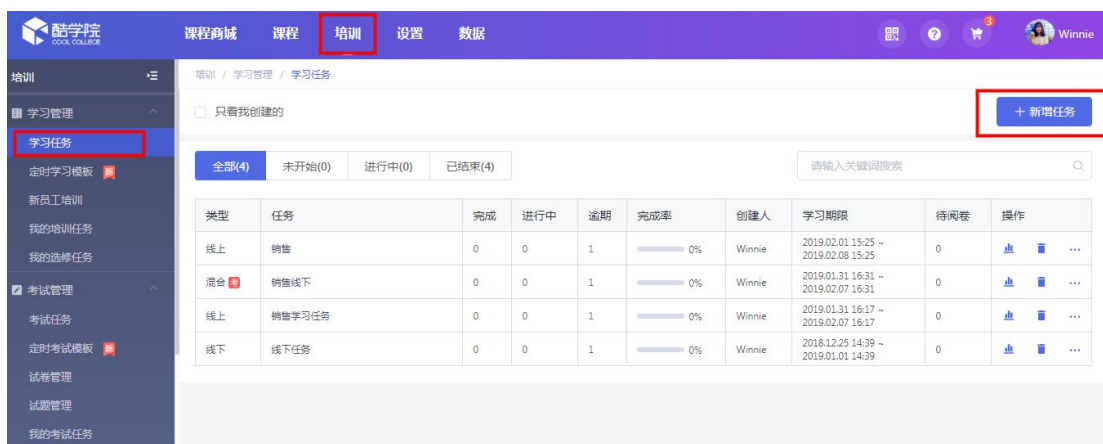 酷学院
COOL COLLEGE
课程商城 课程 培训 设置 数据
3
Winnie
培训
培训 / 学习管理 / 学习任务
学习管理
只看我创建的
+ 新增任务
学习任务
定时学习模板 新
新员工培训
我的培训任务
我的选修任务
考试管理
考试任务
定时考试模板 新
试卷管理
试题管理
我的考试任务
全部(4) 未开始(0) 进行中(0) 已结束(4)
请输入关键词搜索
类型 任务 完成 进行中 逾期 完成率 创建人 学习期限 待阅卷 操作
线上 销售 0 0 1 0% Winnie 2019.02.01 15:25 ~ 0
2019.02.08 15:25
混合 考 销售线下 0 0 1 0% Winnie 2019.01.31 16:31 ~ 0
2019.02.07 16:31
线上 销售学习任务 0 0 1 0% Winnie 2019.01.31 16:17 ~ 0
2019.02.07 16:17
线下 线下任务 0 0 1 0% Winnie 2018.12.25 14:39 ~ 0
2019.01.01 14:39